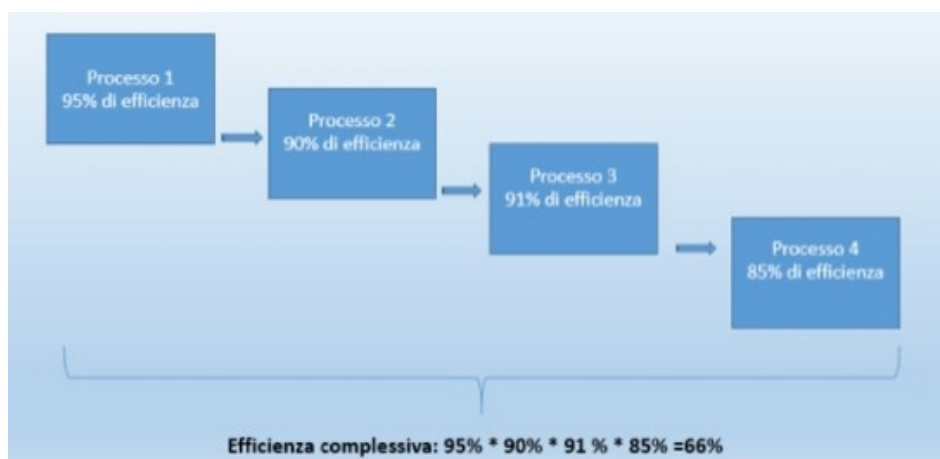 Processo 1
95% di efficienza
Processo 2
90% di efficienza
Processo 3
91% di efficienza
Processo 4
85% di efficienza
Efficienza complessiva: 95% * 90% * 91 % * 85% =66%